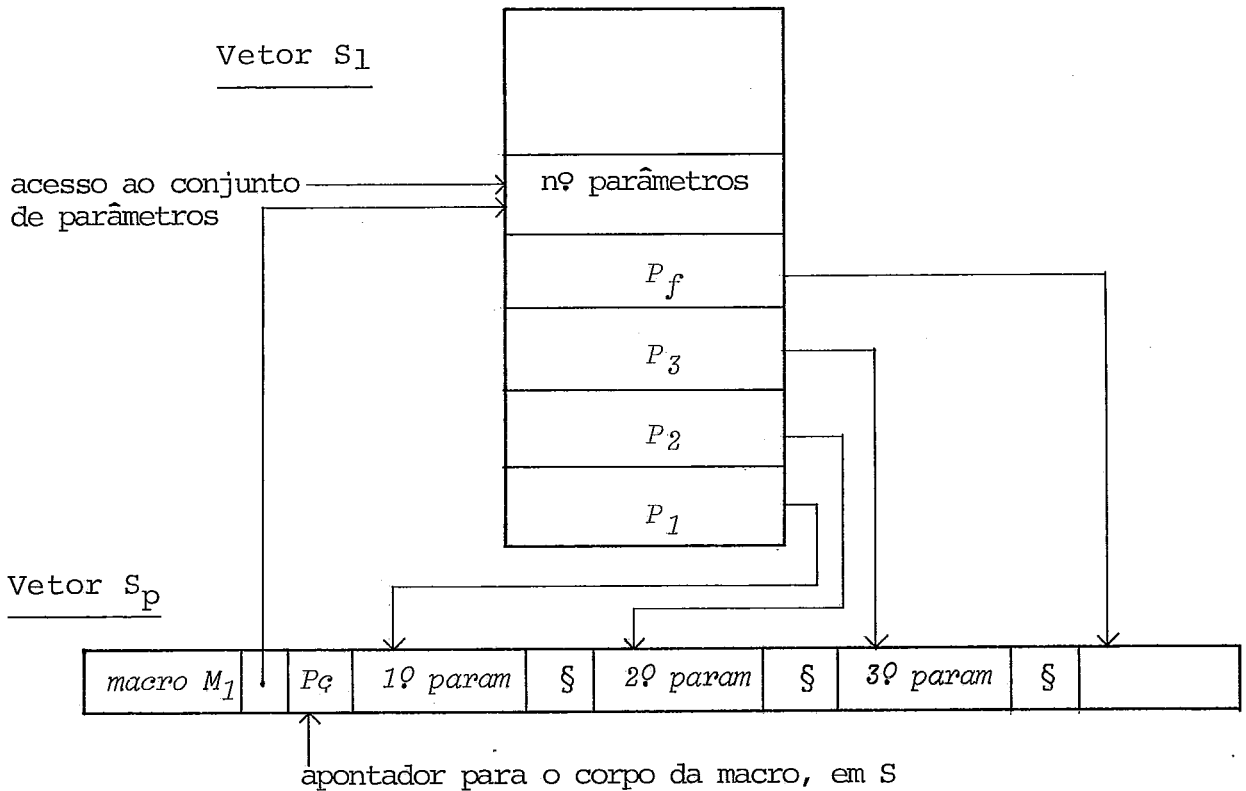 Vetor S1
acesso ao conjunto
de parâmetros
nº parâmetros
Pf
P3
P2
P1
Vetor Sp
macro M1 Pç 1º param § 2º param § 3º param §
apontador para o corpo da macro, em S